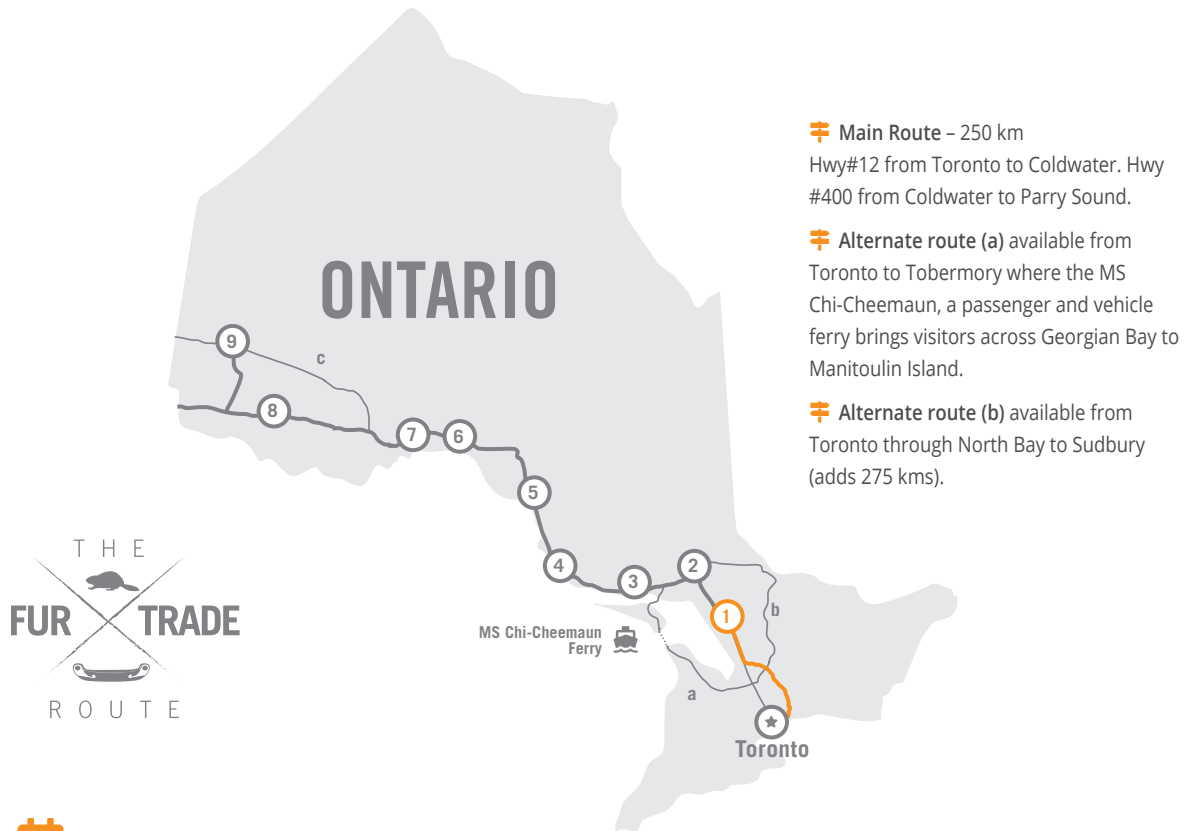 Main Route – 250 km
Hwy#12 from Toronto to Coldwater. Hwy
#400 from Coldwater to Parry Sound.
Alternate route (a) available from
Toronto to Tobermory where the MS
Chi-Cheemaun, a passenger and vehicle
ferry brings visitors across Georgian Bay to
Manitoulin Island.
Alternate route (b) available from
Toronto through North Bay to Sudbury
(adds 275 kms).
ONTARIO
9
c
8
7
6
5
4
3
2
1
b
MS Chi-Cheemaun
Ferry
a
Toronto
THE
FUR TRADE
ROUTE